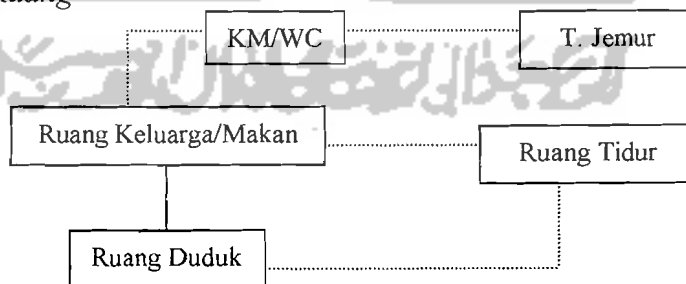 KM/WC
T. Jemur
Ruang Keluarga/Makan
Ruang Tidur
Ruang Duduk